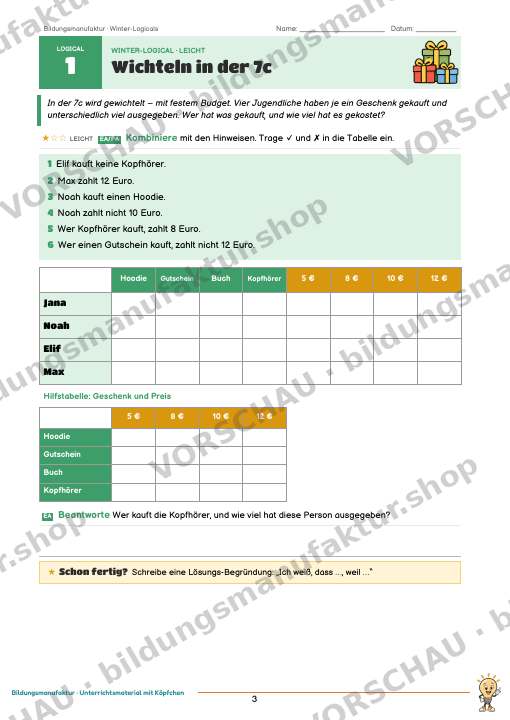 Bildungsmanufaktur · Winter-Logicals Name: ____________ Datum: ________
LOGICAL
1
WINTER-LOGICAL · LEICHT
Wichteln in der 7c
In der 7c wird gewichtelt – mit festem Budget. Vier Jugendliche haben je ein Geschenk gekauft und
unterschiedlich viel ausgegeben. Wer hat was gekauft, und wie viel hat es gekostet?
★☆☆ LEICHT EA/PA Kombiniere mit den Hinweisen. Trage ✓ und ✗ in die Tabelle ein.
1 Elif kauft keine Kopfhörer.
2 Max zahlt 12 Euro.
3 Noah kauft einen Hoodie.
4 Noah zahlt nicht 10 Euro.
5 Wer Kopfhörer kauft, zahlt 8 Euro.
6 Wer einen Gutschein kauft, zahlt nicht 12 Euro.
Hoodie Gutschein Buch Kopfhörer 5 € 8 € 10 € 12 €
Jana
Noah
Elif
Max
Hilfstabelle: Geschenk und Preis
5 € 8 € 10 € 12 €
Hoodie
Gutschein
Buch
Kopfhörer
EA Beantworte Wer kauft die Kopfhörer, und wie viel hat diese Person ausgegeben?
★ Schon fertig? Schreibe eine Lösungs-Begründung: „Ich weiß, dass …, weil …“
Bildungsmanufaktur · Unterrichtsmaterial mit Köpfchen
3
VORSCHAU · bildungsmanufaktur.shop